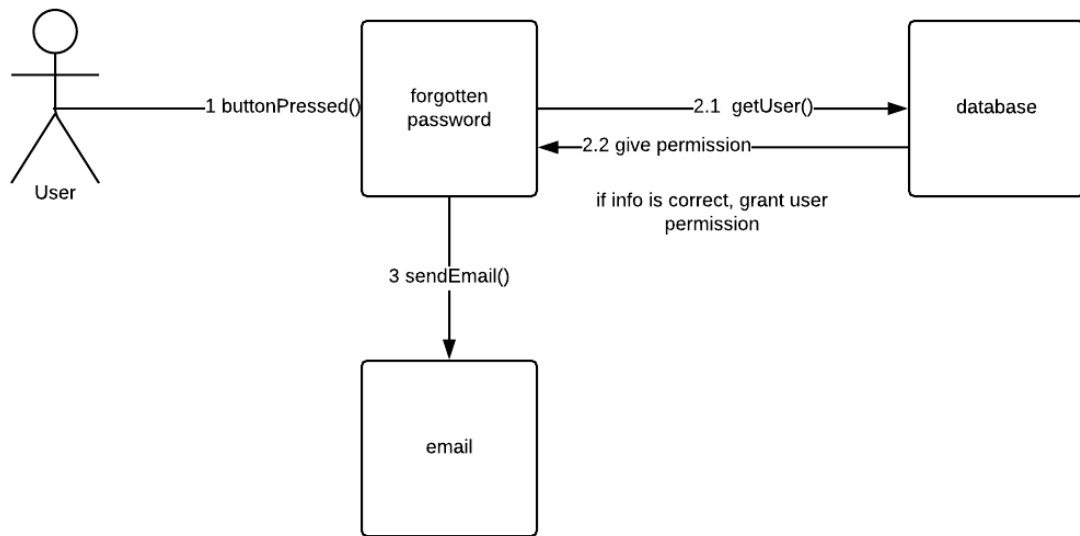 1 buttonPressed()
forgotten
password
2.1 getUser()
database
2.2 give permission
User
if info is correct, grant user
permission
3 sendEmail()
email